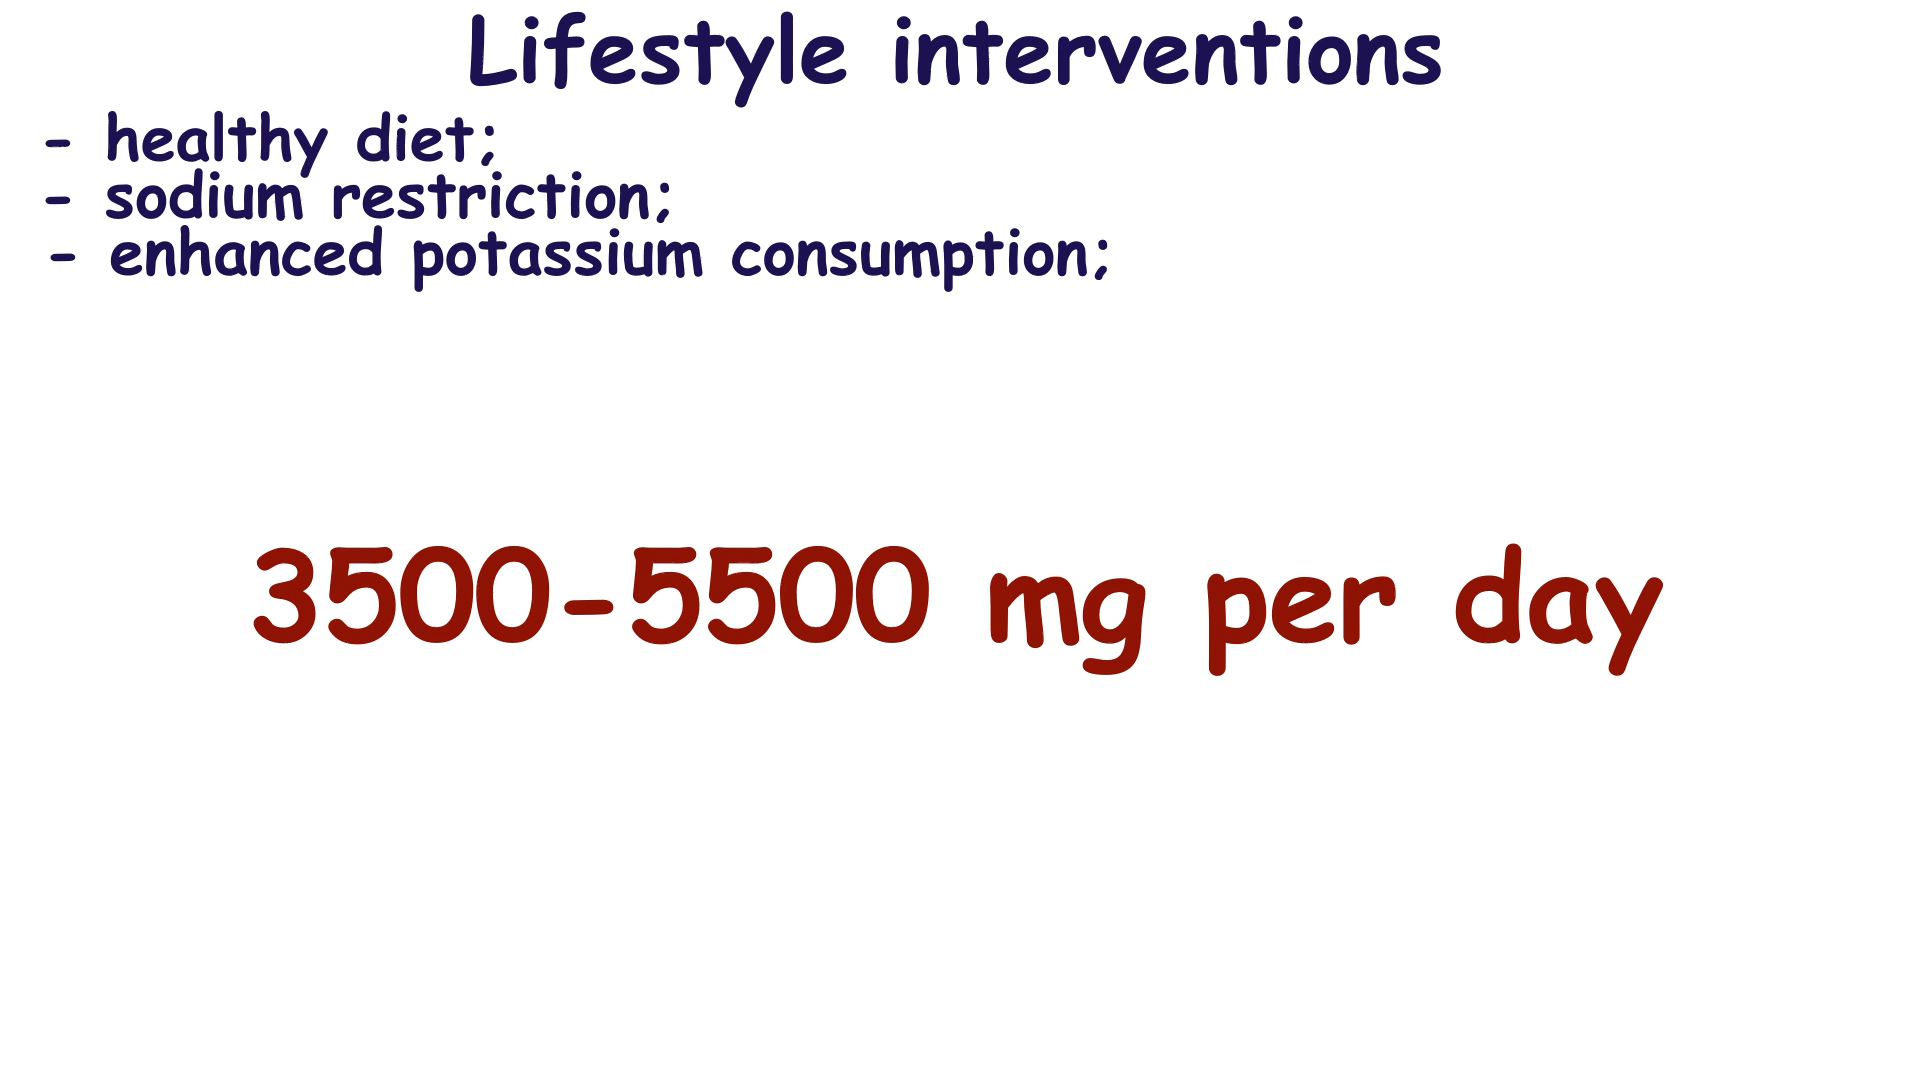 Lifestyle interventions
- healthy diet;
- sodium restriction;
- enhanced potassium consumption;
3500-5500 mg per day